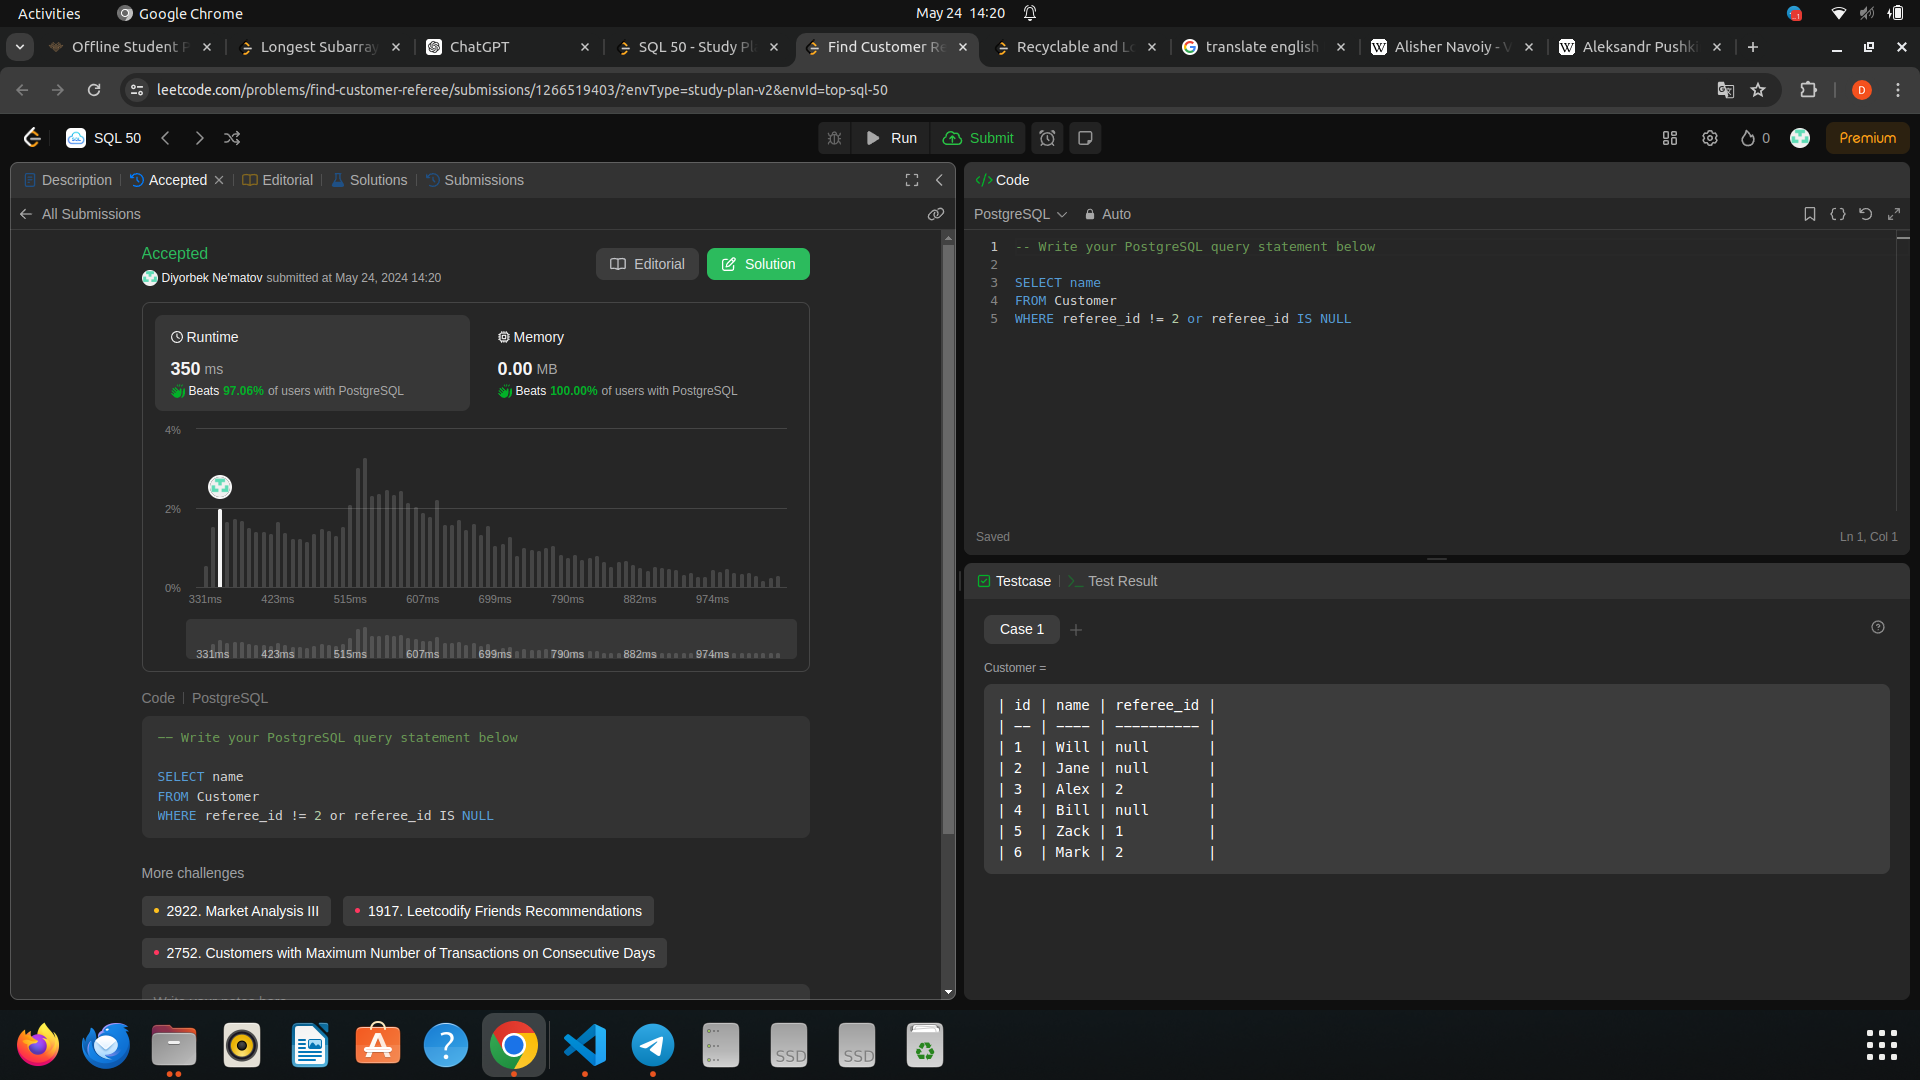 Activities
Google Chrome
May 24 14:20
Offline Student P
Longest Subarray
ChatGPT
SQL 50 - Study Pl
Find Customer Re
Recyclable and Lo
translate english
Alisher Navoiy - V
Aleksandr Pushki
leetcode.com/problems/find-customer-referee/submissions/1266519403/?envType=study-plan-v2&envId=top-sql-50
D
SQL 50
Run
Submit
0
Premium
Description
Accepted
Editorial
Solutions
Submissions
All Submissions
Accepted
Diyorbek Ne'matov submitted at May 24, 2024 14:20
Editorial
Solution
Runtime
350 ms
Beats 97.06% of users with PostgreSQL
Memory
0.00 MB
Beats 100.00% of users with PostgreSQL
4%
2%
0%
331ms 423ms 515ms 607ms 699ms 790ms 882ms 974ms
331ms 423ms 515ms 607ms 699ms 790ms 882ms 974ms
Code | PostgreSQL
-- Write your PostgreSQL query statement below
SELECT name
FROM Customer
WHERE referee_id != 2 or referee_id IS NULL
More challenges
2922. Market Analysis III
1917. Leetcodify Friends Recommendations
2752. Customers with Maximum Number of Transactions on Consecutive Days
Code
PostgreSQL
Auto
1 -- Write your PostgreSQL query statement below
2
3 SELECT name
4 FROM Customer
5 WHERE referee_id != 2 or referee_id IS NULL
Saved
Ln 1, Col 1
Testcase
Test Result
Case 1
Customer =
| id | name | referee_id |
| -- | ---- | ---------- |
| 1 | Will | null |
| 2 | Jane | null |
| 3 | Alex | 2 |
| 4 | Bill | null |
| 5 | Zack | 1 |
| 6 | Mark | 2 |
SSD
SSD